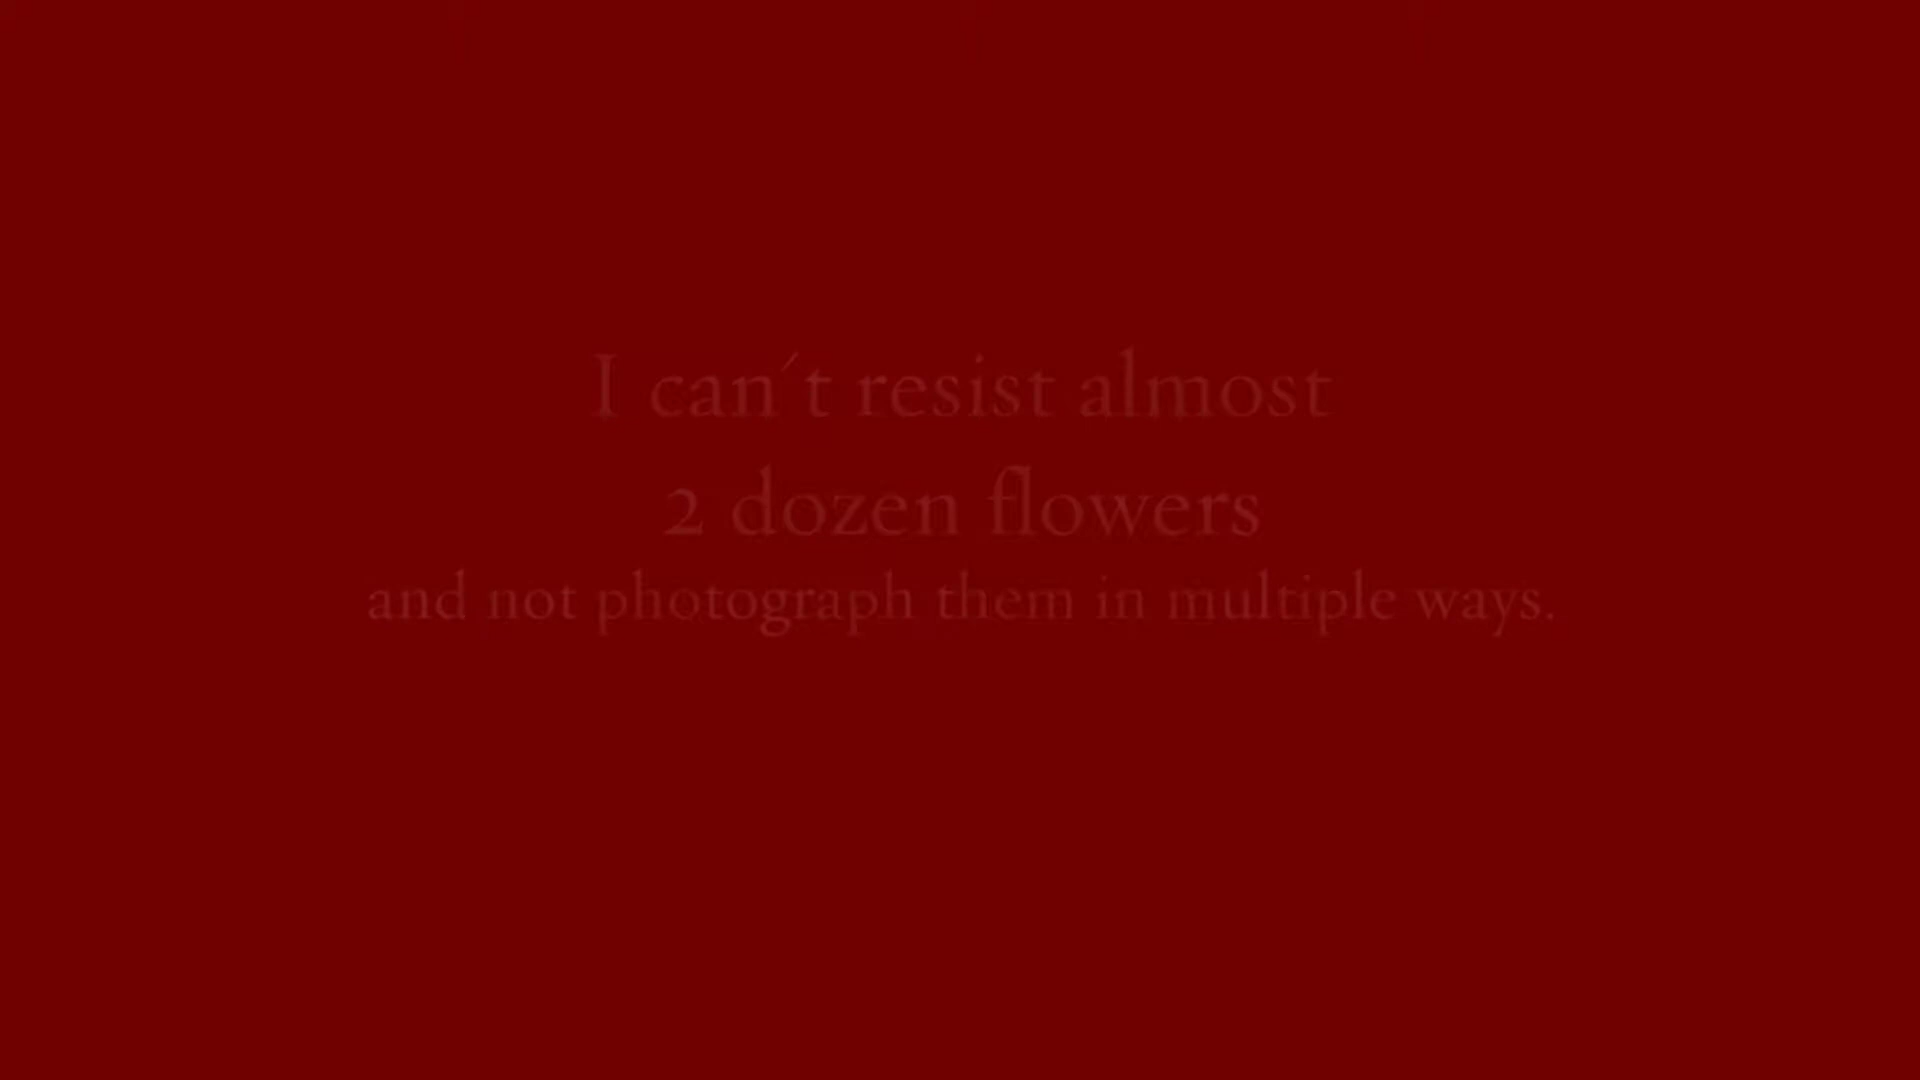 I can´t resist almost
2 dozen flowers
and not photograph them in multiple ways.